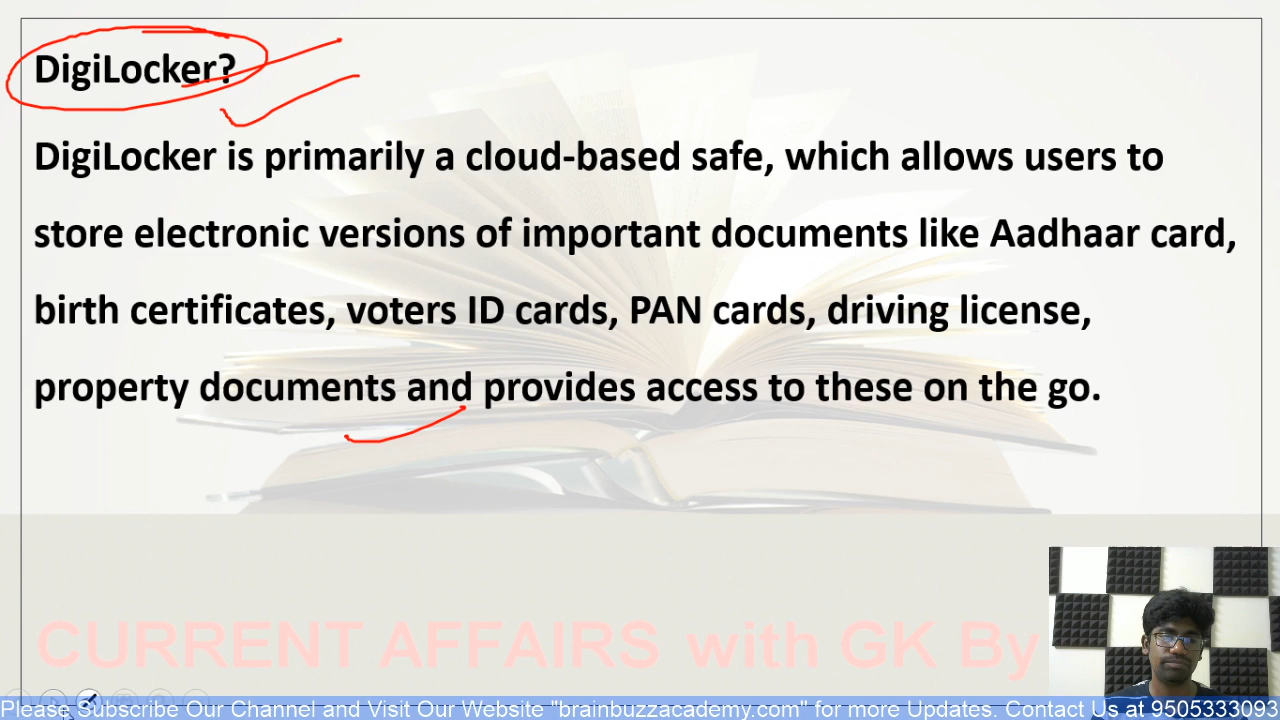 DigiLocker?
DigiLocker is primarily a cloud-based safe, which allows users to
store electronic versions of important documents like Aadhaar card,
birth certificates, voters ID cards, PAN cards, driving license,
property documents and provides access to these on the go.
CURRENT AFFAIRS with GK By
Please Subscribe Our Channel and Visit Our Website "brainbuzzacademy.com" for more Updates. Contact Us at 9505333093